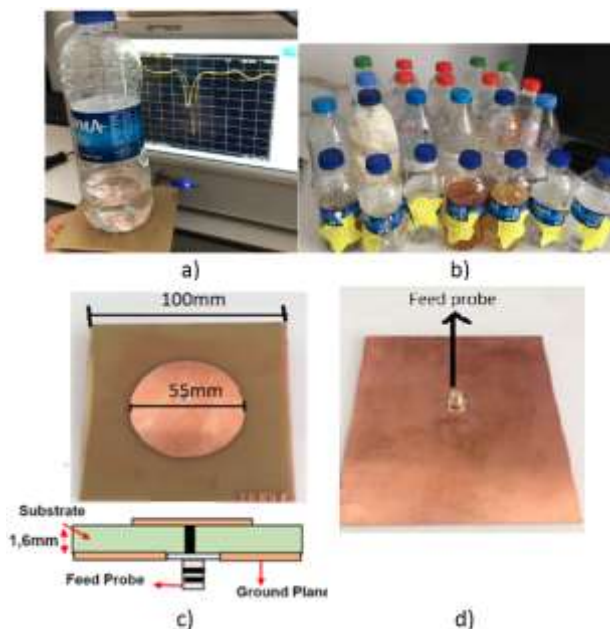 a)
b)
100mm
55mm
Feed probe
Substrate
1,6mm
Feed Probe
Ground Plane
c)
d)